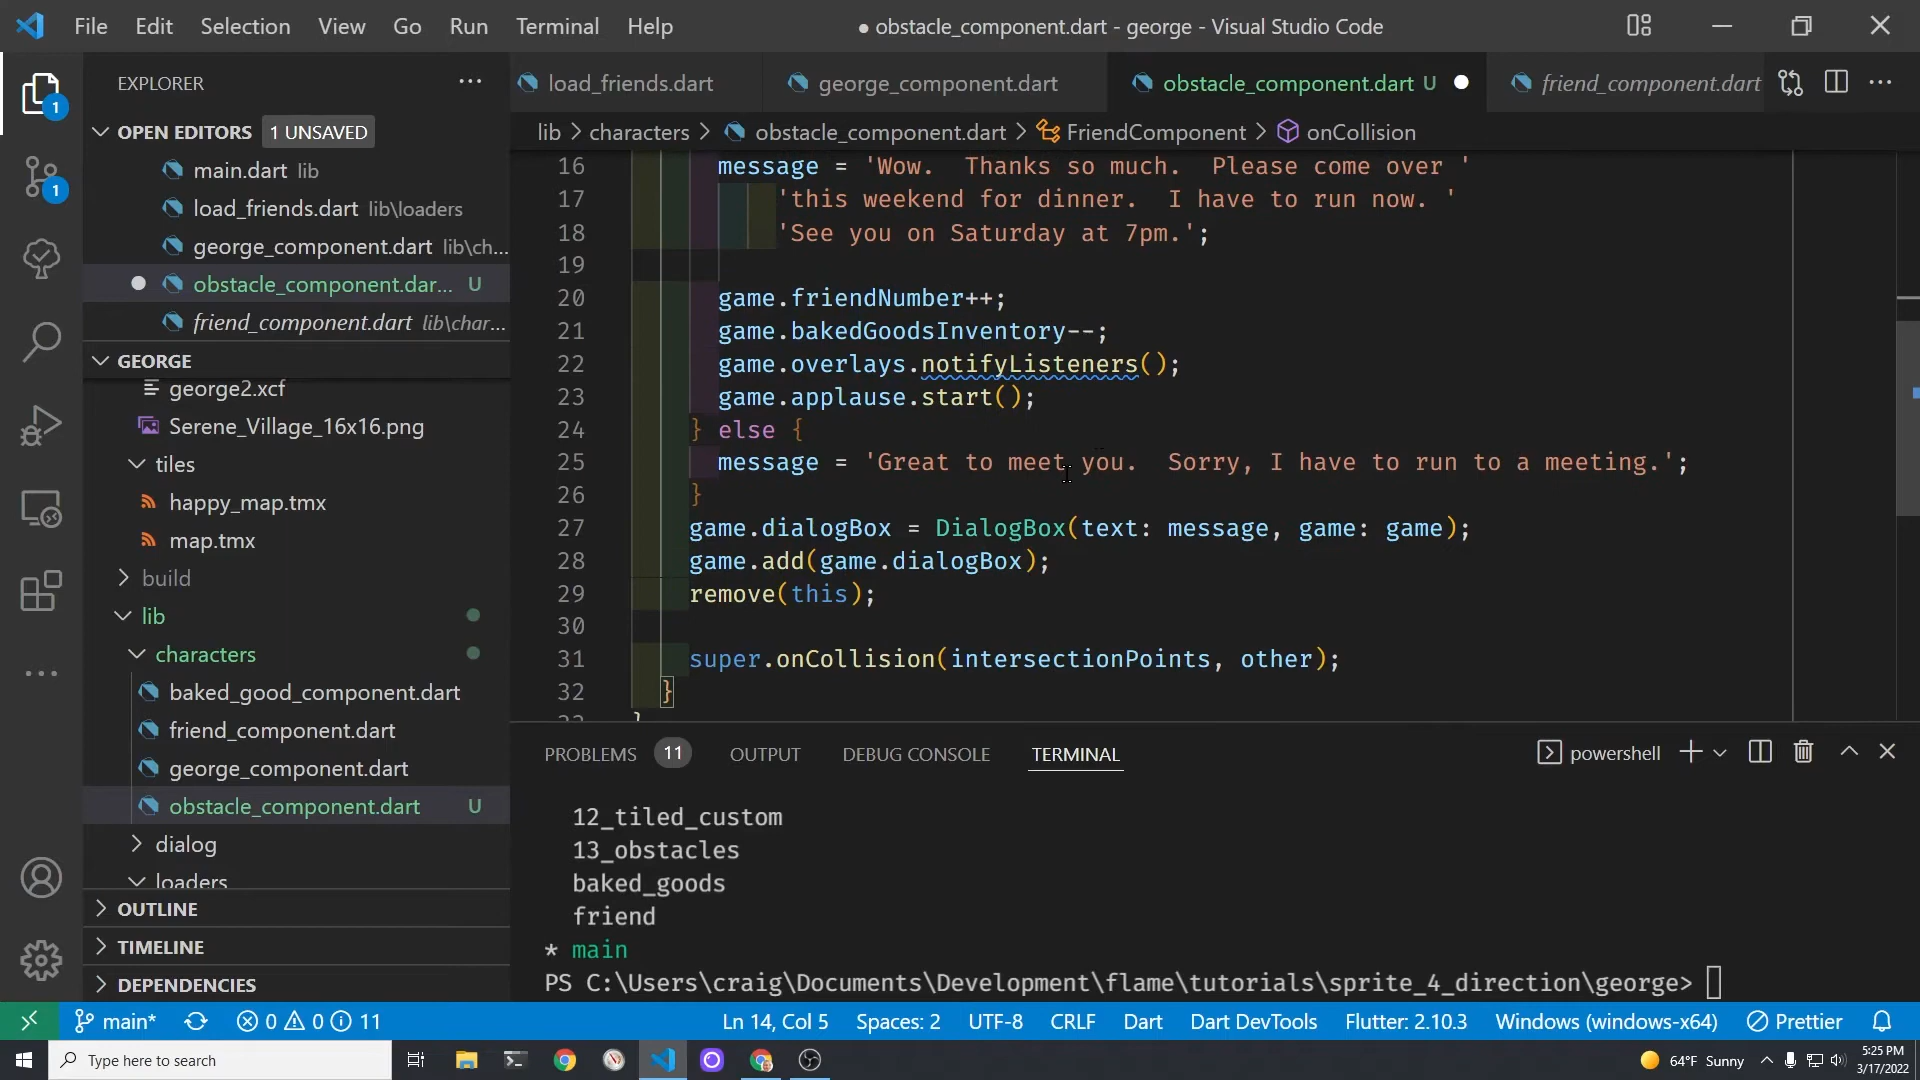 File Edit Selection View Go Run Terminal Help
● obstacle_component.dart - george - Visual Studio Code
EXPLORER
load_friends.dart
george_component.dart
obstacle_component.dart U
friend_component.dart
lib > characters > obstacle_component.dart > FriendComponent > onCollision
1
OPEN EDITORS 1 UNSAVED
main.dart lib
load_friends.dart lib\loaders
george_component.dart lib\ch...
obstacle_component.dar... U
friend_component.dart lib\char...
1
GEORGE
george2.xcf
Serene_Village_16x16.png
tiles
happy_map.tmx
map.tmx
build
lib
characters
baked_good_component.dart
friend_component.dart
george_component.dart
obstacle_component.dart U
dialog
loaders
OUTLINE
TIMELINE
DEPENDENCIES
16 message = 'Wow.  Thanks so much.  Please come over '
17 'this weekend for dinner.  I have to run now. '
18 'See you on Saturday at 7pm.';
19
20 game.friendNumber++;
21 game.bakedGoodsInventory--;
22 game.overlays.notifyListeners();
23 game.applause.start();
24 } else {
25 message = 'Great to meet you.  Sorry, I have to run to a meeting.';
26 }
27 game.dialogBox = DialogBox(text: message, game: game);
28 game.add(game.dialogBox);
29 remove(this);
30
31 super.onCollision(intersectionPoints, other);
32 }
PROBLEMS 11 OUTPUT DEBUG CONSOLE TERMINAL powershell
12_tiled_custom
13_obstacles
baked_goods
friend
* main
PS C:\Users\craig\Documents\Development\flame\tutorials\sprite_4_direction\george>
main* 0 0 11 Ln 14, Col 5 Spaces: 2 UTF-8 CRLF Dart Dart DevTools Flutter: 2.10.3 Windows (windows-x64) Prettier
Type here to search
64°F Sunny
5:25 PM
3/17/2022